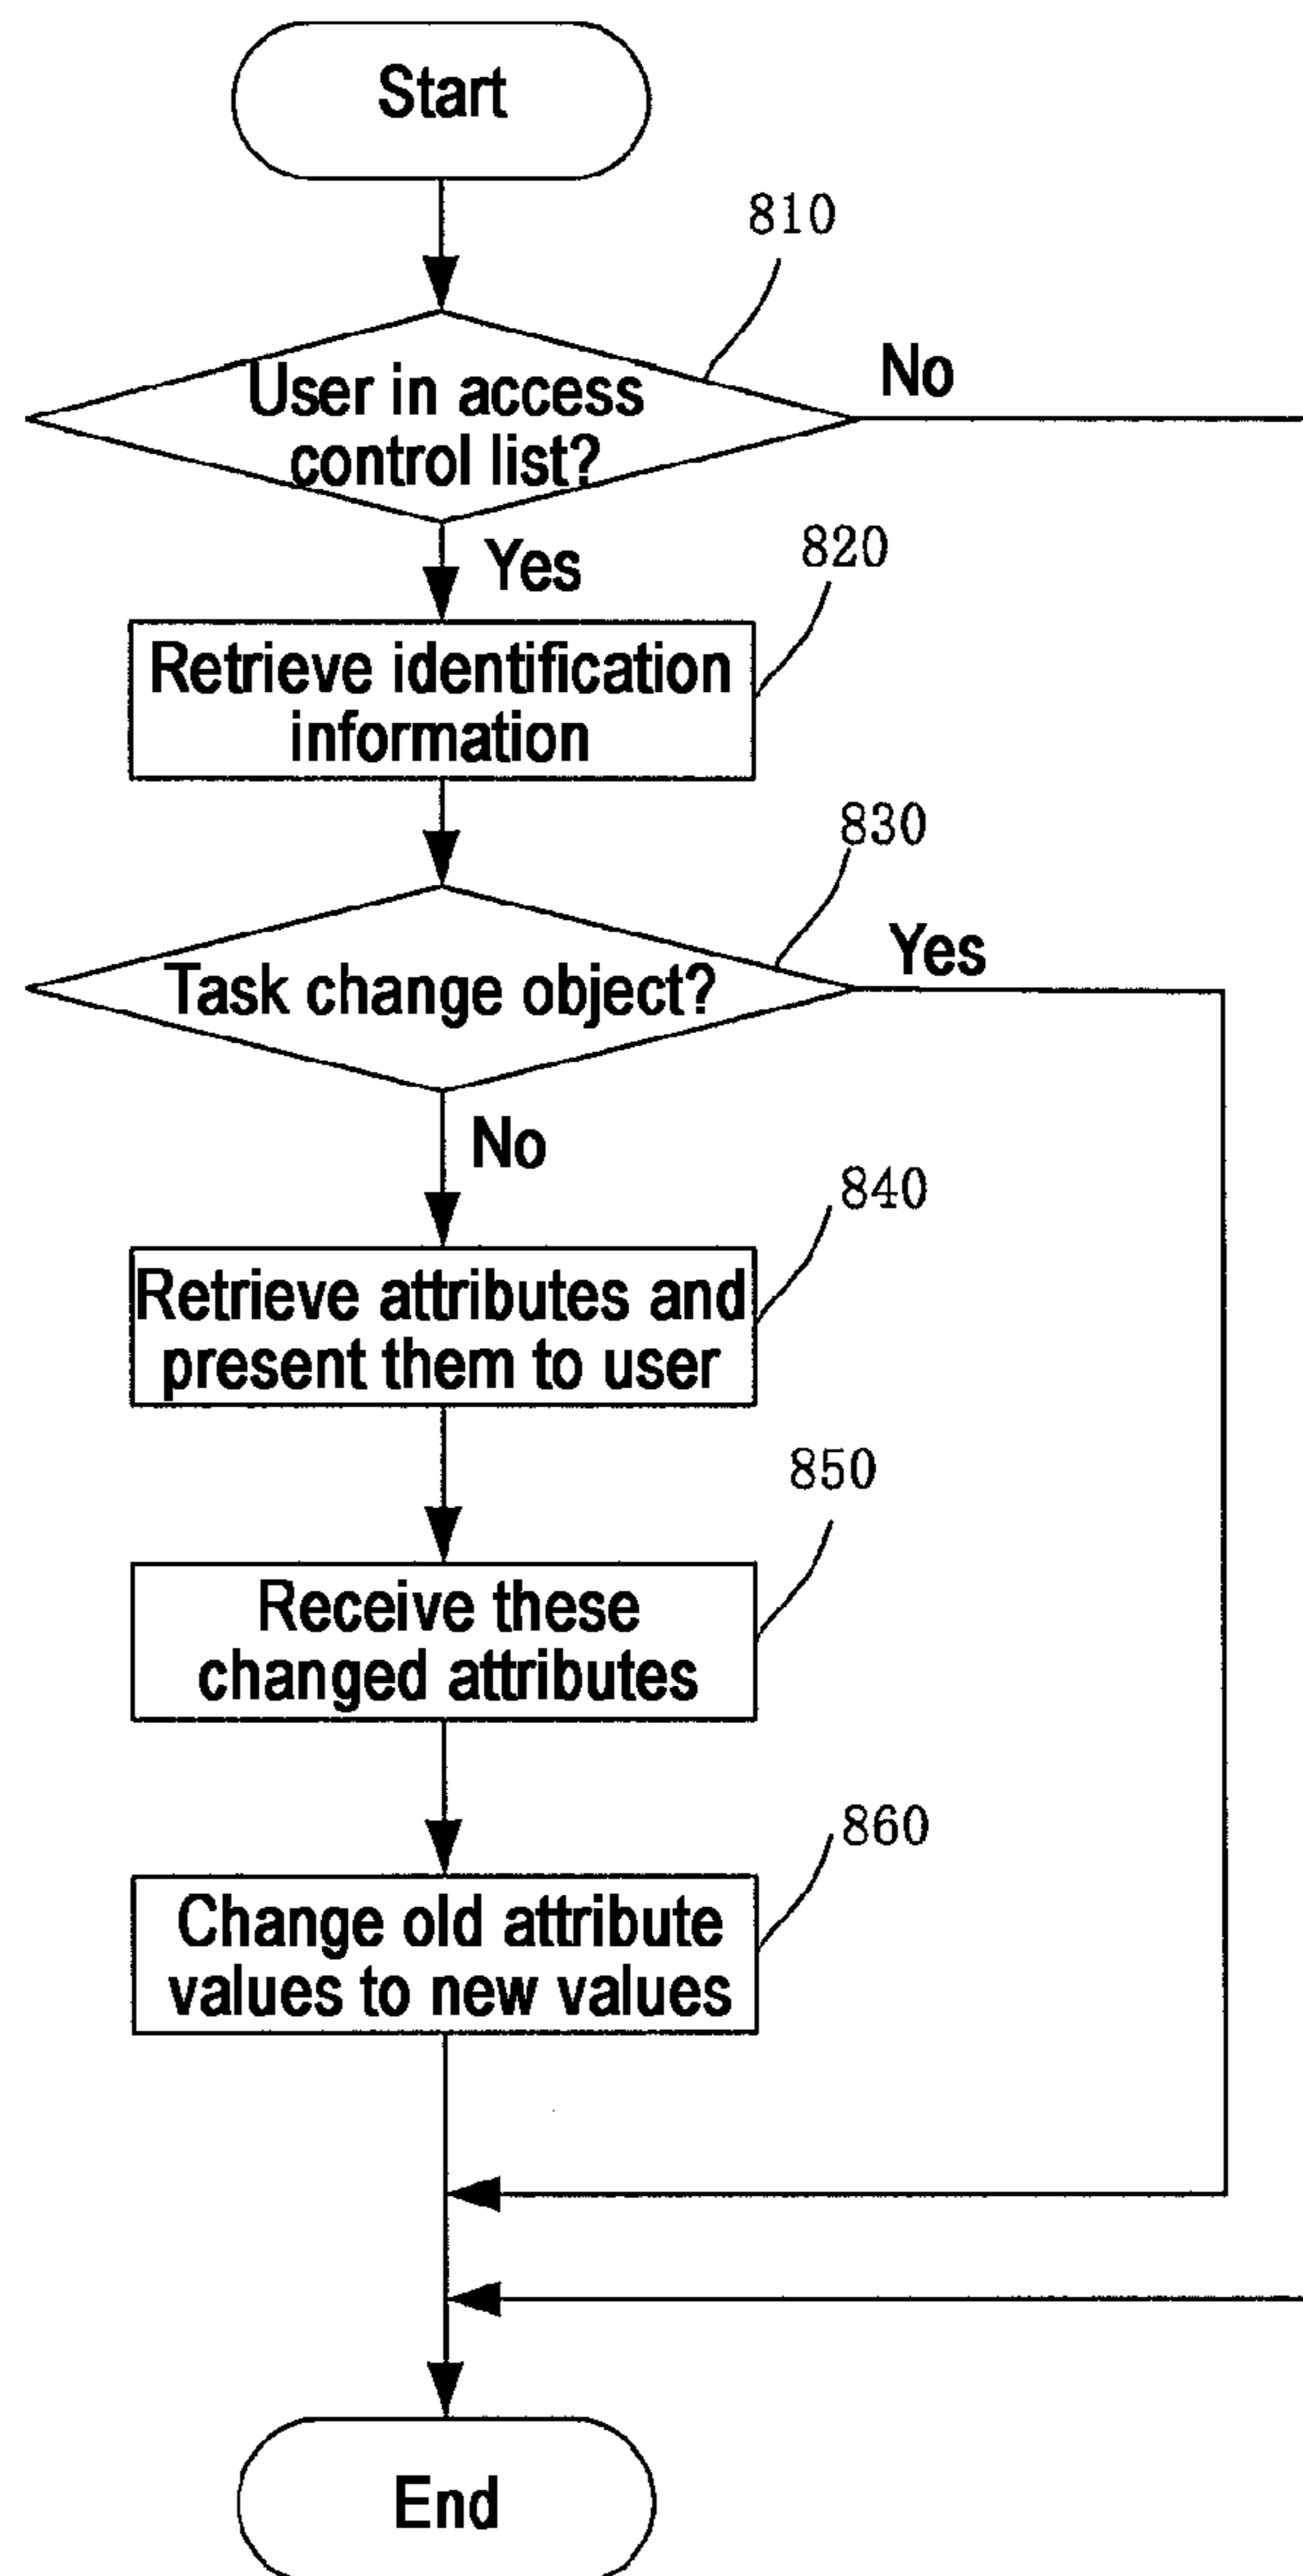 Start
810
User in access
control list?
No
Yes
820
Retrieve identification
information
830
Task change object?
Yes
No
840
Retrieve attributes and
present them to user
850
Receive these
changed attributes
860
Change old attribute
values to new values
End